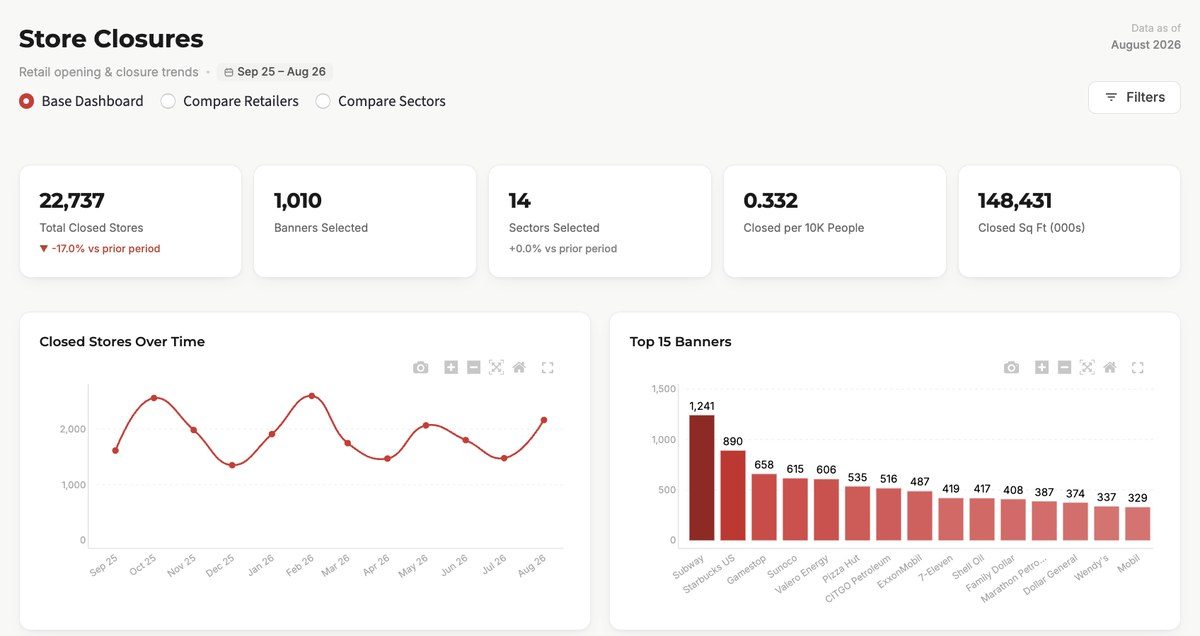 Store Closures
Data as of
August 2026
Retail opening & closure trends · Sep 25 – Aug 26
Base Dashboard Compare Retailers Compare Sectors
Filters
22,737
Total Closed Stores
▼ -17.0% vs prior period
1,010
Banners Selected
14
Sectors Selected
+0.0% vs prior period
0.332
Closed per 10K People
148,431
Closed Sq Ft (000s)
Closed Stores Over Time
2,000
1,000
0
Sep 25 Oct 25 Nov 25 Dec 25 Jan 26 Feb 26 Mar 26 Apr 26 May 26 Jun 26 Jul 26 Aug 26
Top 15 Banners
1,500
1,000
500
0
1,241 890 658 615 606 535 516 487 419 417 408 387 374 337 329
Subway Starbucks US Gamestop Sunoco Valero Energy Pizza Hut CITGO Petroleum ExxonMobil 7-Eleven Shell Oil Family Dollar Marathon Petro... Dollar General Wendy's Mobil